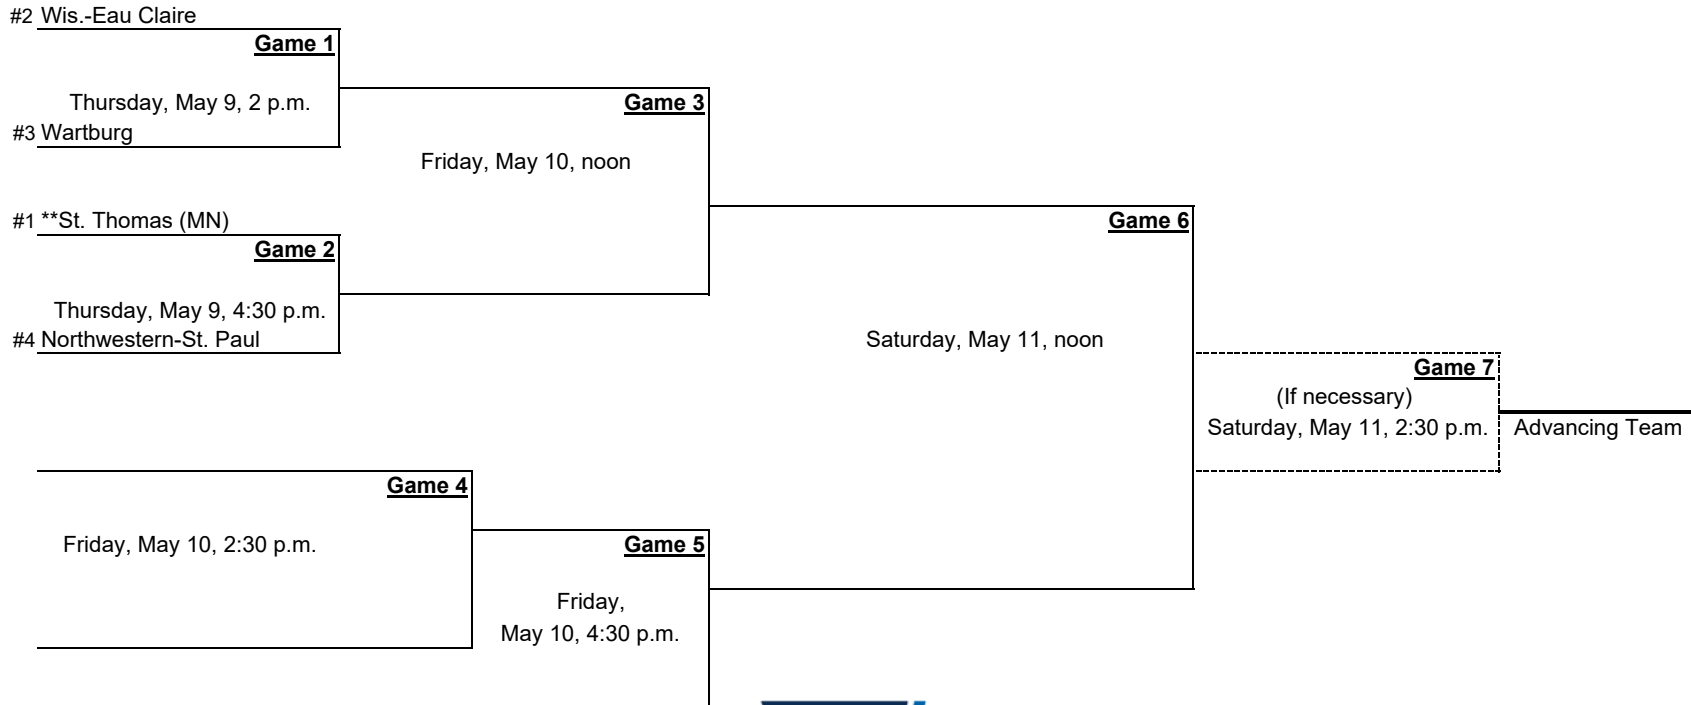 #2 Wis.-Eau Claire
Game 1
Thursday, May 9, 2 p.m.
Game 3
#3 Wartburg
Friday, May 10, noon
#1 **St. Thomas (MN)
Game 6
Game 2
Thursday, May 9, 4:30 p.m.
#4 Northwestern-St. Paul
Saturday, May 11, noon
Game 7
(If necessary)
Saturday, May 11, 2:30 p.m.
Advancing Team
Game 4
Friday, May 10, 2:30 p.m.
Game 5
Friday,
May 10, 4:30 p.m.